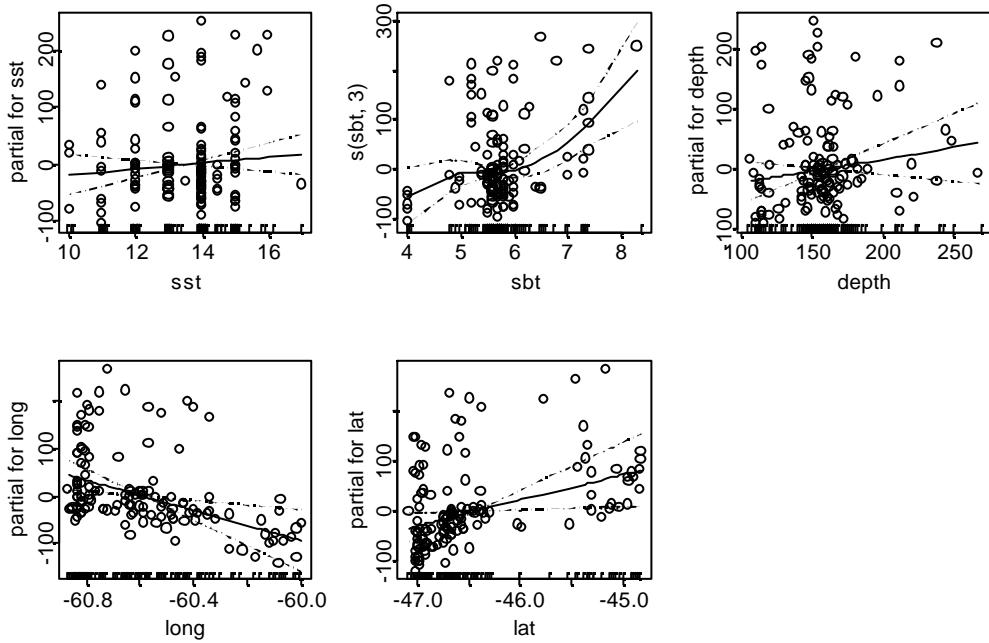 partial for sst
-100 0 100 200
10 12 14 16
sst
s(sbt, 3)
-100 0 100 300
4 5 6 7 8
sbt
partial for depth
-100 0 100 200
100 150 200 250
depth
partial for long
-100 0 100
-60.8 -60.4 -60.0
long
partial for lat
-100 0 100
-47.0 -46.0 -45.0
lat